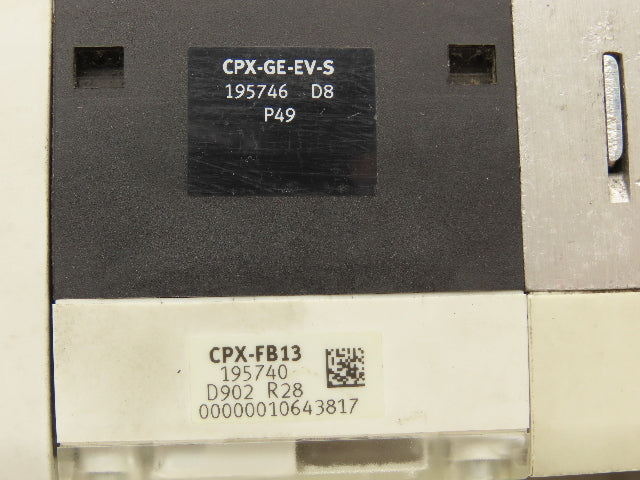 CPX-GE-EV-S
195746 D8
P49
CPX-FB13
195740
D902 R28
00000010643817